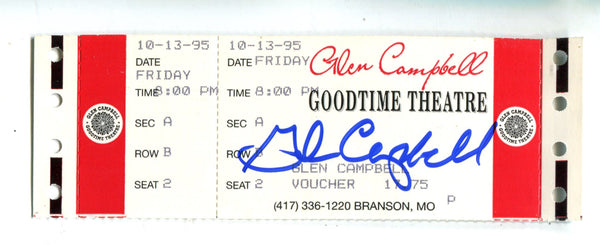 10-13-95
DATE
FRIDAY
TIME 8:00 PM
SEC A
ROW B
SEAT 2
10-13-95
DATE FRIDAY
TIME 8:00 PM
SEC A
ROW B
SEAT 2
Glen Campbell
GOODTIME THEATRE
Glen Campbell
GLEN CAMPBELL
VOUCHER
(417) 336-1220 BRANSON, MO
P
GLEN CAMPBELL
GOODTIME THEATRE
GLEN CAMPBELL
GOODTIME THEATRE